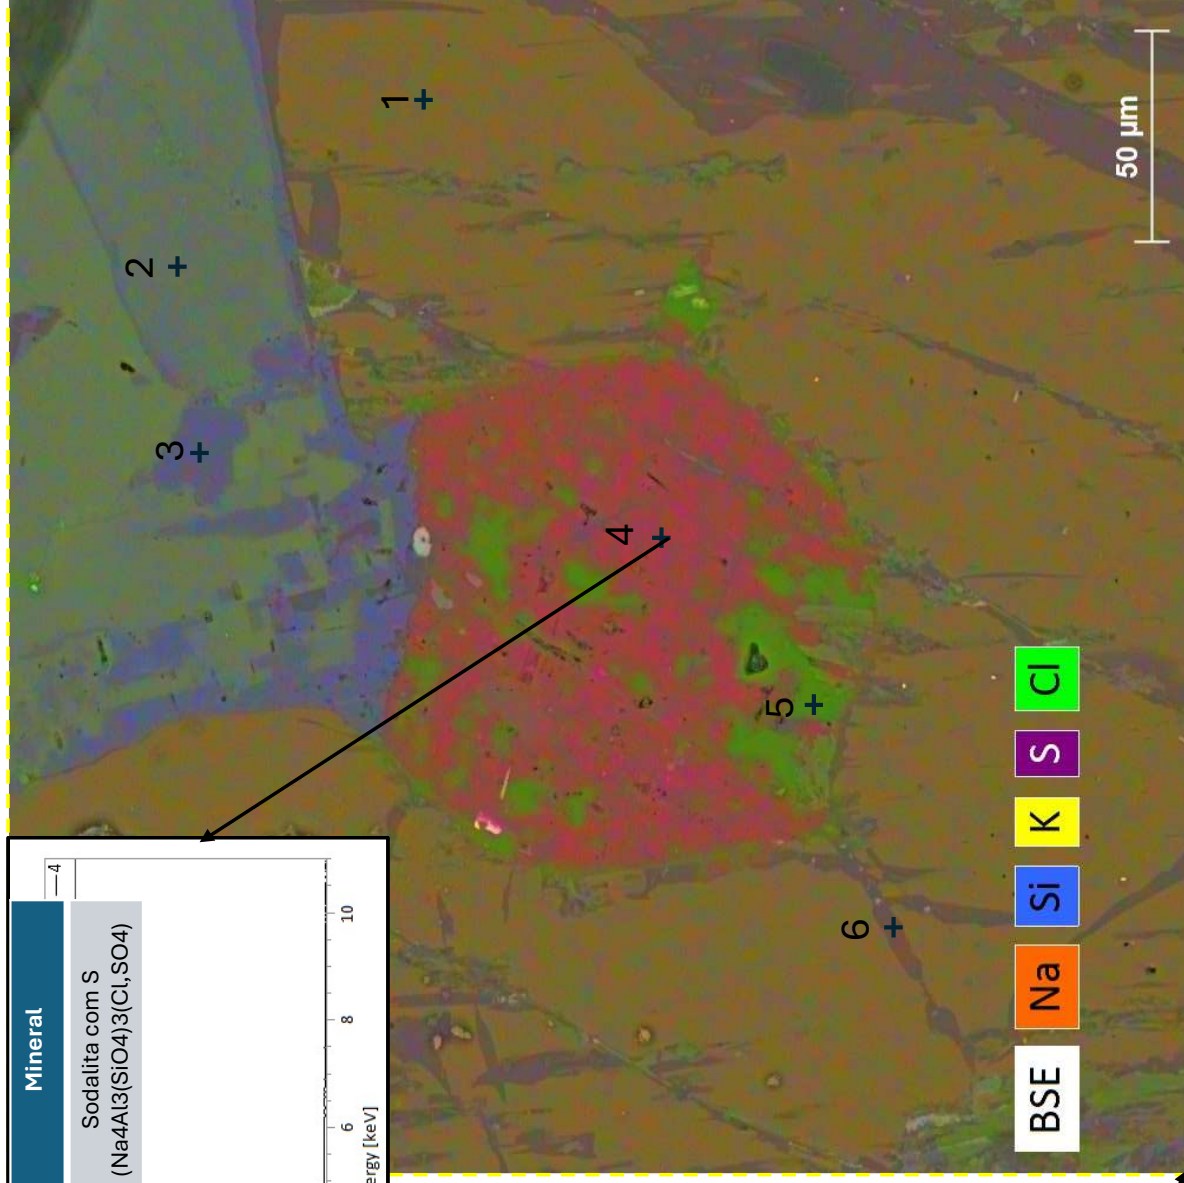 Mineral
Sodalita com S
(Na4Al3(SiO4)3(Cl,SO4)
4
6
8
10
ergy [keV]
1
2
3
4
5
6
BSE
Na
Si
K
S
Cl
50 µm